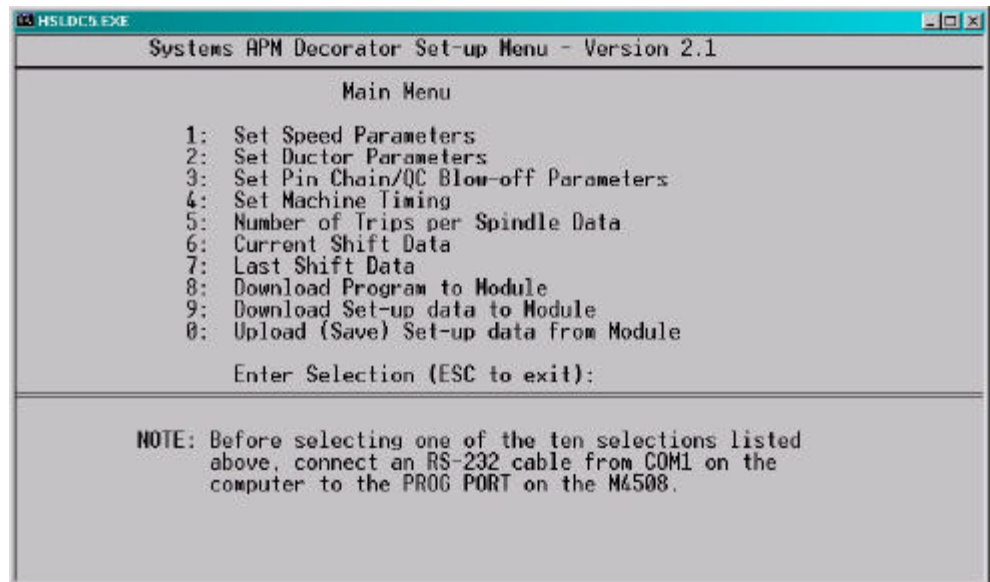 HSLDC5.EXE
Systems APM Decorator Set-up Menu - Version 2.1
Main Menu
1: Set Speed Parameters
2: Set Ductor Parameters
3: Set Pin Chain/QC Blow-off Parameters
4: Set Machine Timing
5: Number of Trips per Spindle Data
6: Current Shift Data
7: Last Shift Data
8: Download Program to Module
9: Download Set-up data to Module
0: Upload (Save) Set-up data from Module
Enter Selection (ESC to exit):
NOTE: Before selecting one of the ten selections listed
above, connect an RS-232 cable from COM1 on the
computer to the PROG PORT on the M4508.